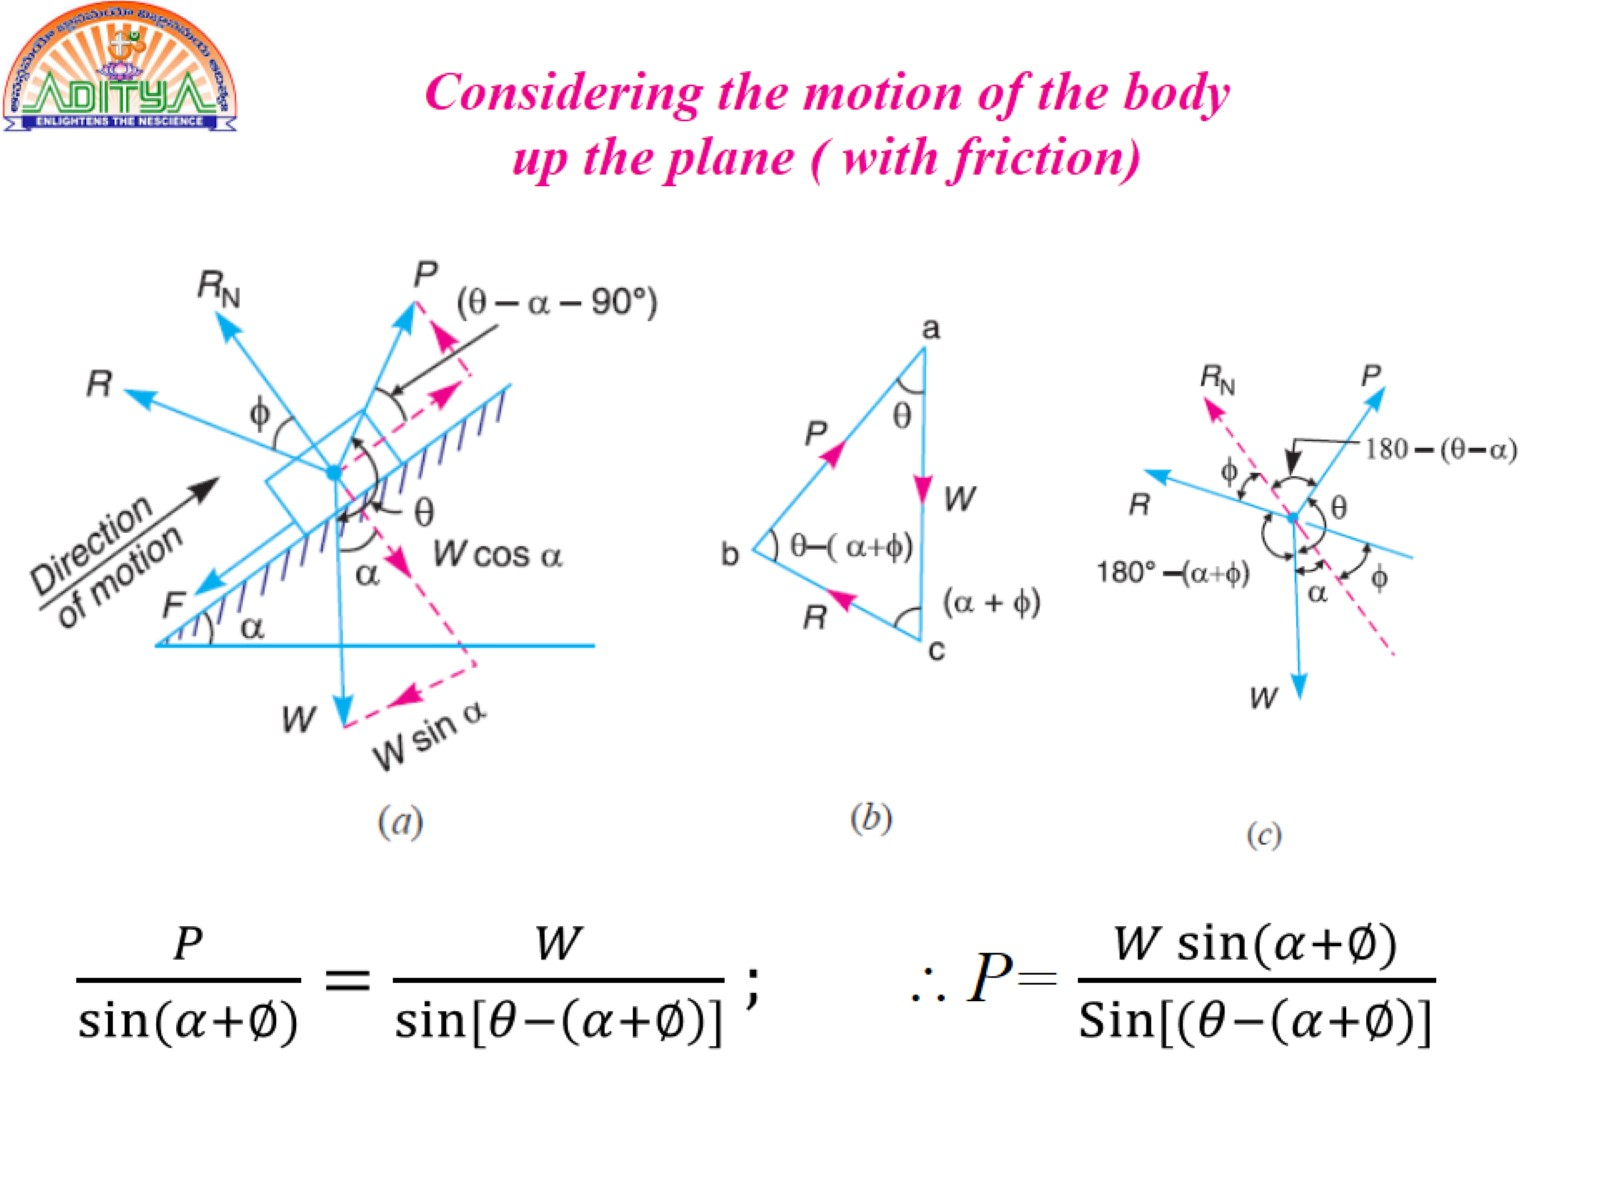 ADITYA
ENLIGHTENS THE NESCIENCE
Considering the motion of the body
up the plane ( with friction)
R_N
P
(θ – α – 90°)
R
ϕ
Direction
of motion
θ
W cos α
α
F
α
W
W sin α
(a)
a
θ
P
W
b
θ–( α+ϕ)
R
(α + ϕ)
c
(b)
R_N
P
180 – (θ–α)
ϕ
R
θ
180° –(α+ϕ)
α
ϕ
W
(c)
P/sin(α+∅) = W/sin[θ−(α+∅)] ;
∴ P= W sin(α+∅)/Sin[(θ−(α+∅)]